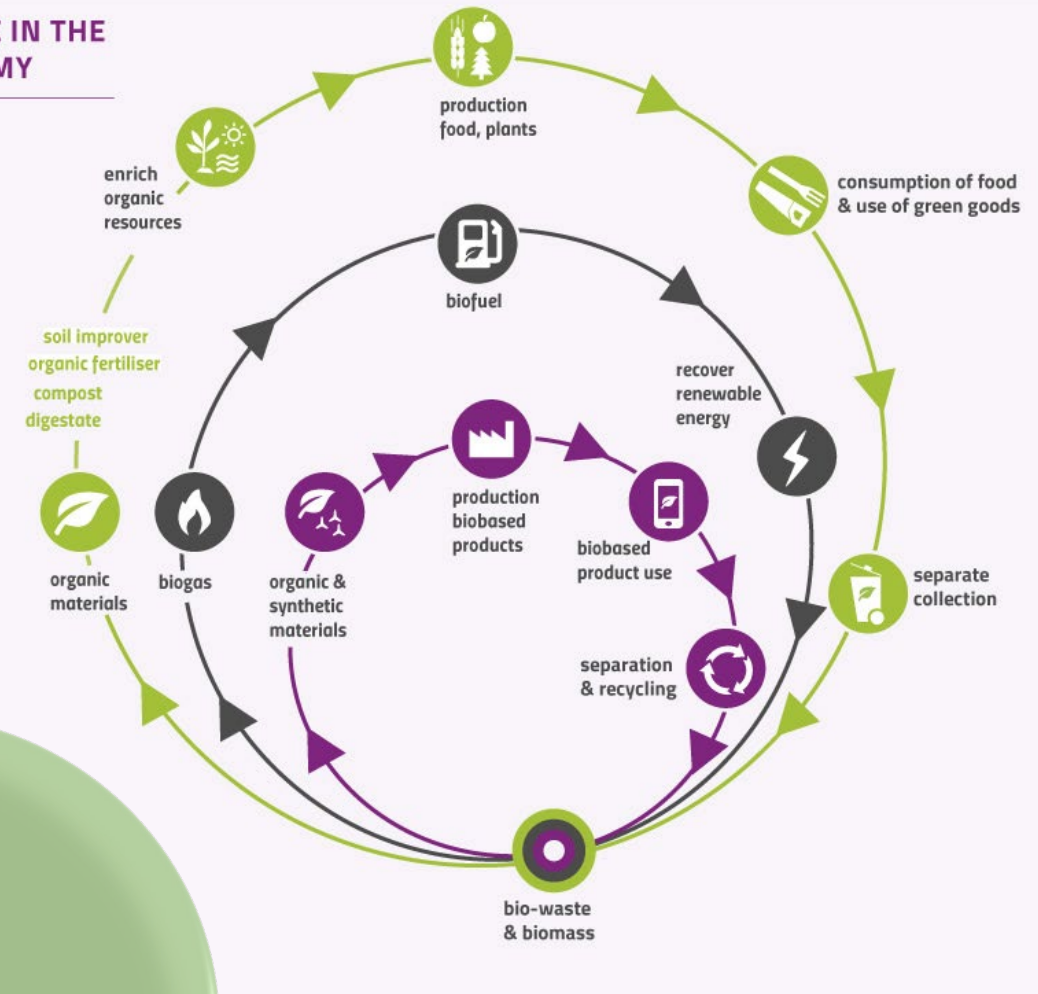 IN THE
MY
production
food, plants
enrich
organic
resources
consumption of food
& use of green goods
biofuel
soil improver
organic fertiliser
compost
digestate
recover
renewable
energy
production
biobased
products
biobased
product use
organic
materials
biogas
organic &
synthetic
materials
separate
collection
separation
& recycling
bio-waste
& biomass